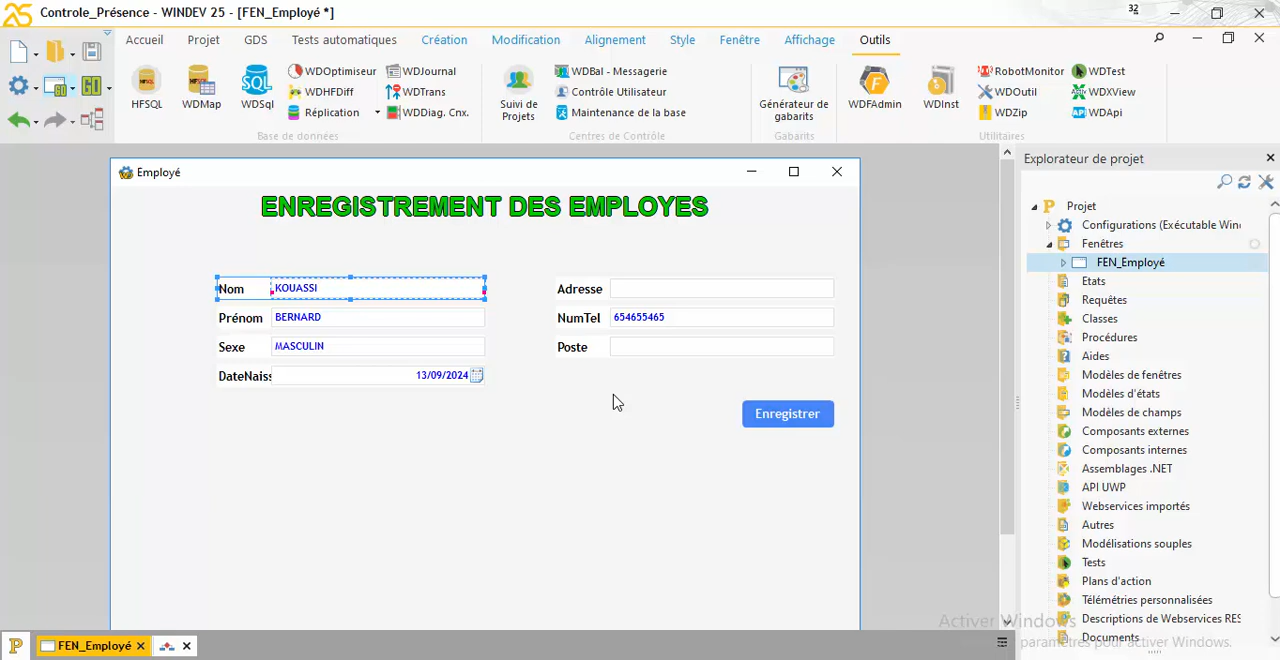 25 Controle_Présence - WINDEV 25 - [FEN_Employé *]
32
Accueil Projet GDS Tests automatiques Création Modification Alignement Style Fenêtre Affichage Outils
HFSQL
WDMap
WDSql
WDOptimiseur
WDHFDiff
Réplication
WDJournal
WDTrans
WDDiag. Cnx.
Base de données
Suivi de Projets
WDBal - Messagerie
Contrôle Utilisateur
Maintenance de la base
Centres de Contrôle
Générateur de gabarits
Gabarits
WDFAdmin
WDInst
RobotMonitor
WDOutil
WDZip
WDTest
WDXView
WDApi
Utilitaires
Employé
ENREGISTREMENT DES EMPLOYES
Nom KOUASSI
Prénom BERNARD
Sexe MASCULIN
DateNaiss 13/09/2024
Adresse
NumTel 654655465
Poste
Enregistrer
Explorateur de projet
Projet
Configurations (Exécutable Win
Fenêtres
FEN_Employé
Etats
Requêtes
Classes
Procédures
Aides
Modèles de fenêtres
Modèles d'états
Modèles de champs
Composants externes
Composants internes
Assemblages .NET
API UWP
Webservices importés
Autres
Modélisations souples
Tests
Plans d'action
Télémétries personnalisées
Descriptions de Webservices RES
Documents
Activer Windows
paramètres pour activer Windows.
FEN_Employé